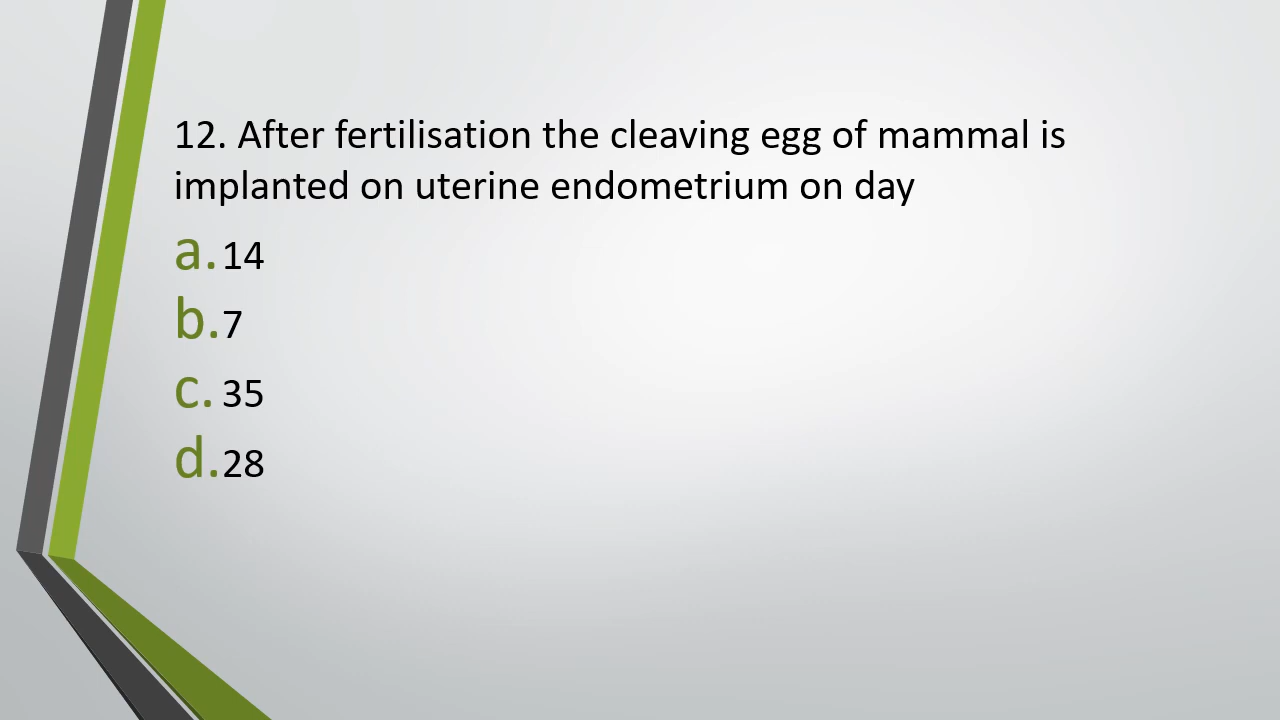 12. After fertilisation the cleaving egg of mammal is
implanted on uterine endometrium on day
a. 14
b. 7
c. 35
d. 28